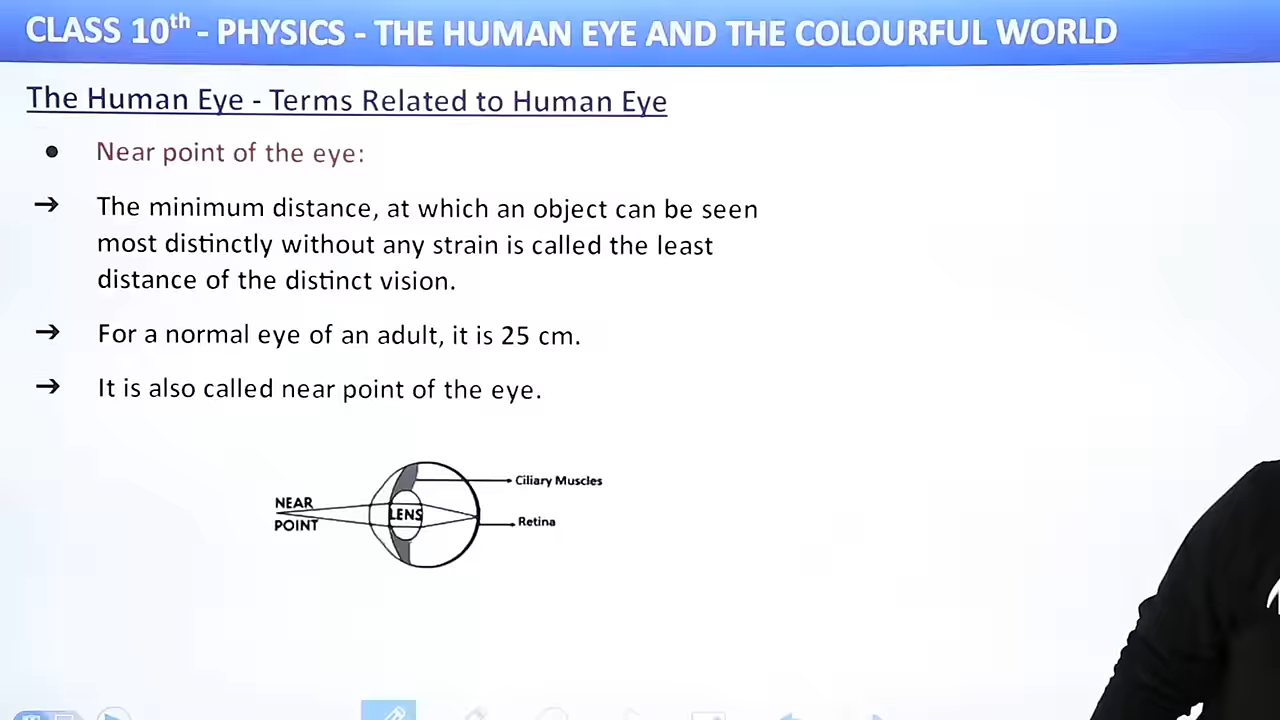 CLASS 10th - PHYSICS - THE HUMAN EYE AND THE COLOURFUL WORLD
The Human Eye - Terms Related to Human Eye
• Near point of the eye:
→ The minimum distance, at which an object can be seen
most distinctly without any strain is called the least
distance of the distinct vision.
→ For a normal eye of an adult, it is 25 cm.
→ It is also called near point of the eye.
NEAR
POINT
LENS
Ciliary Muscles
Retina